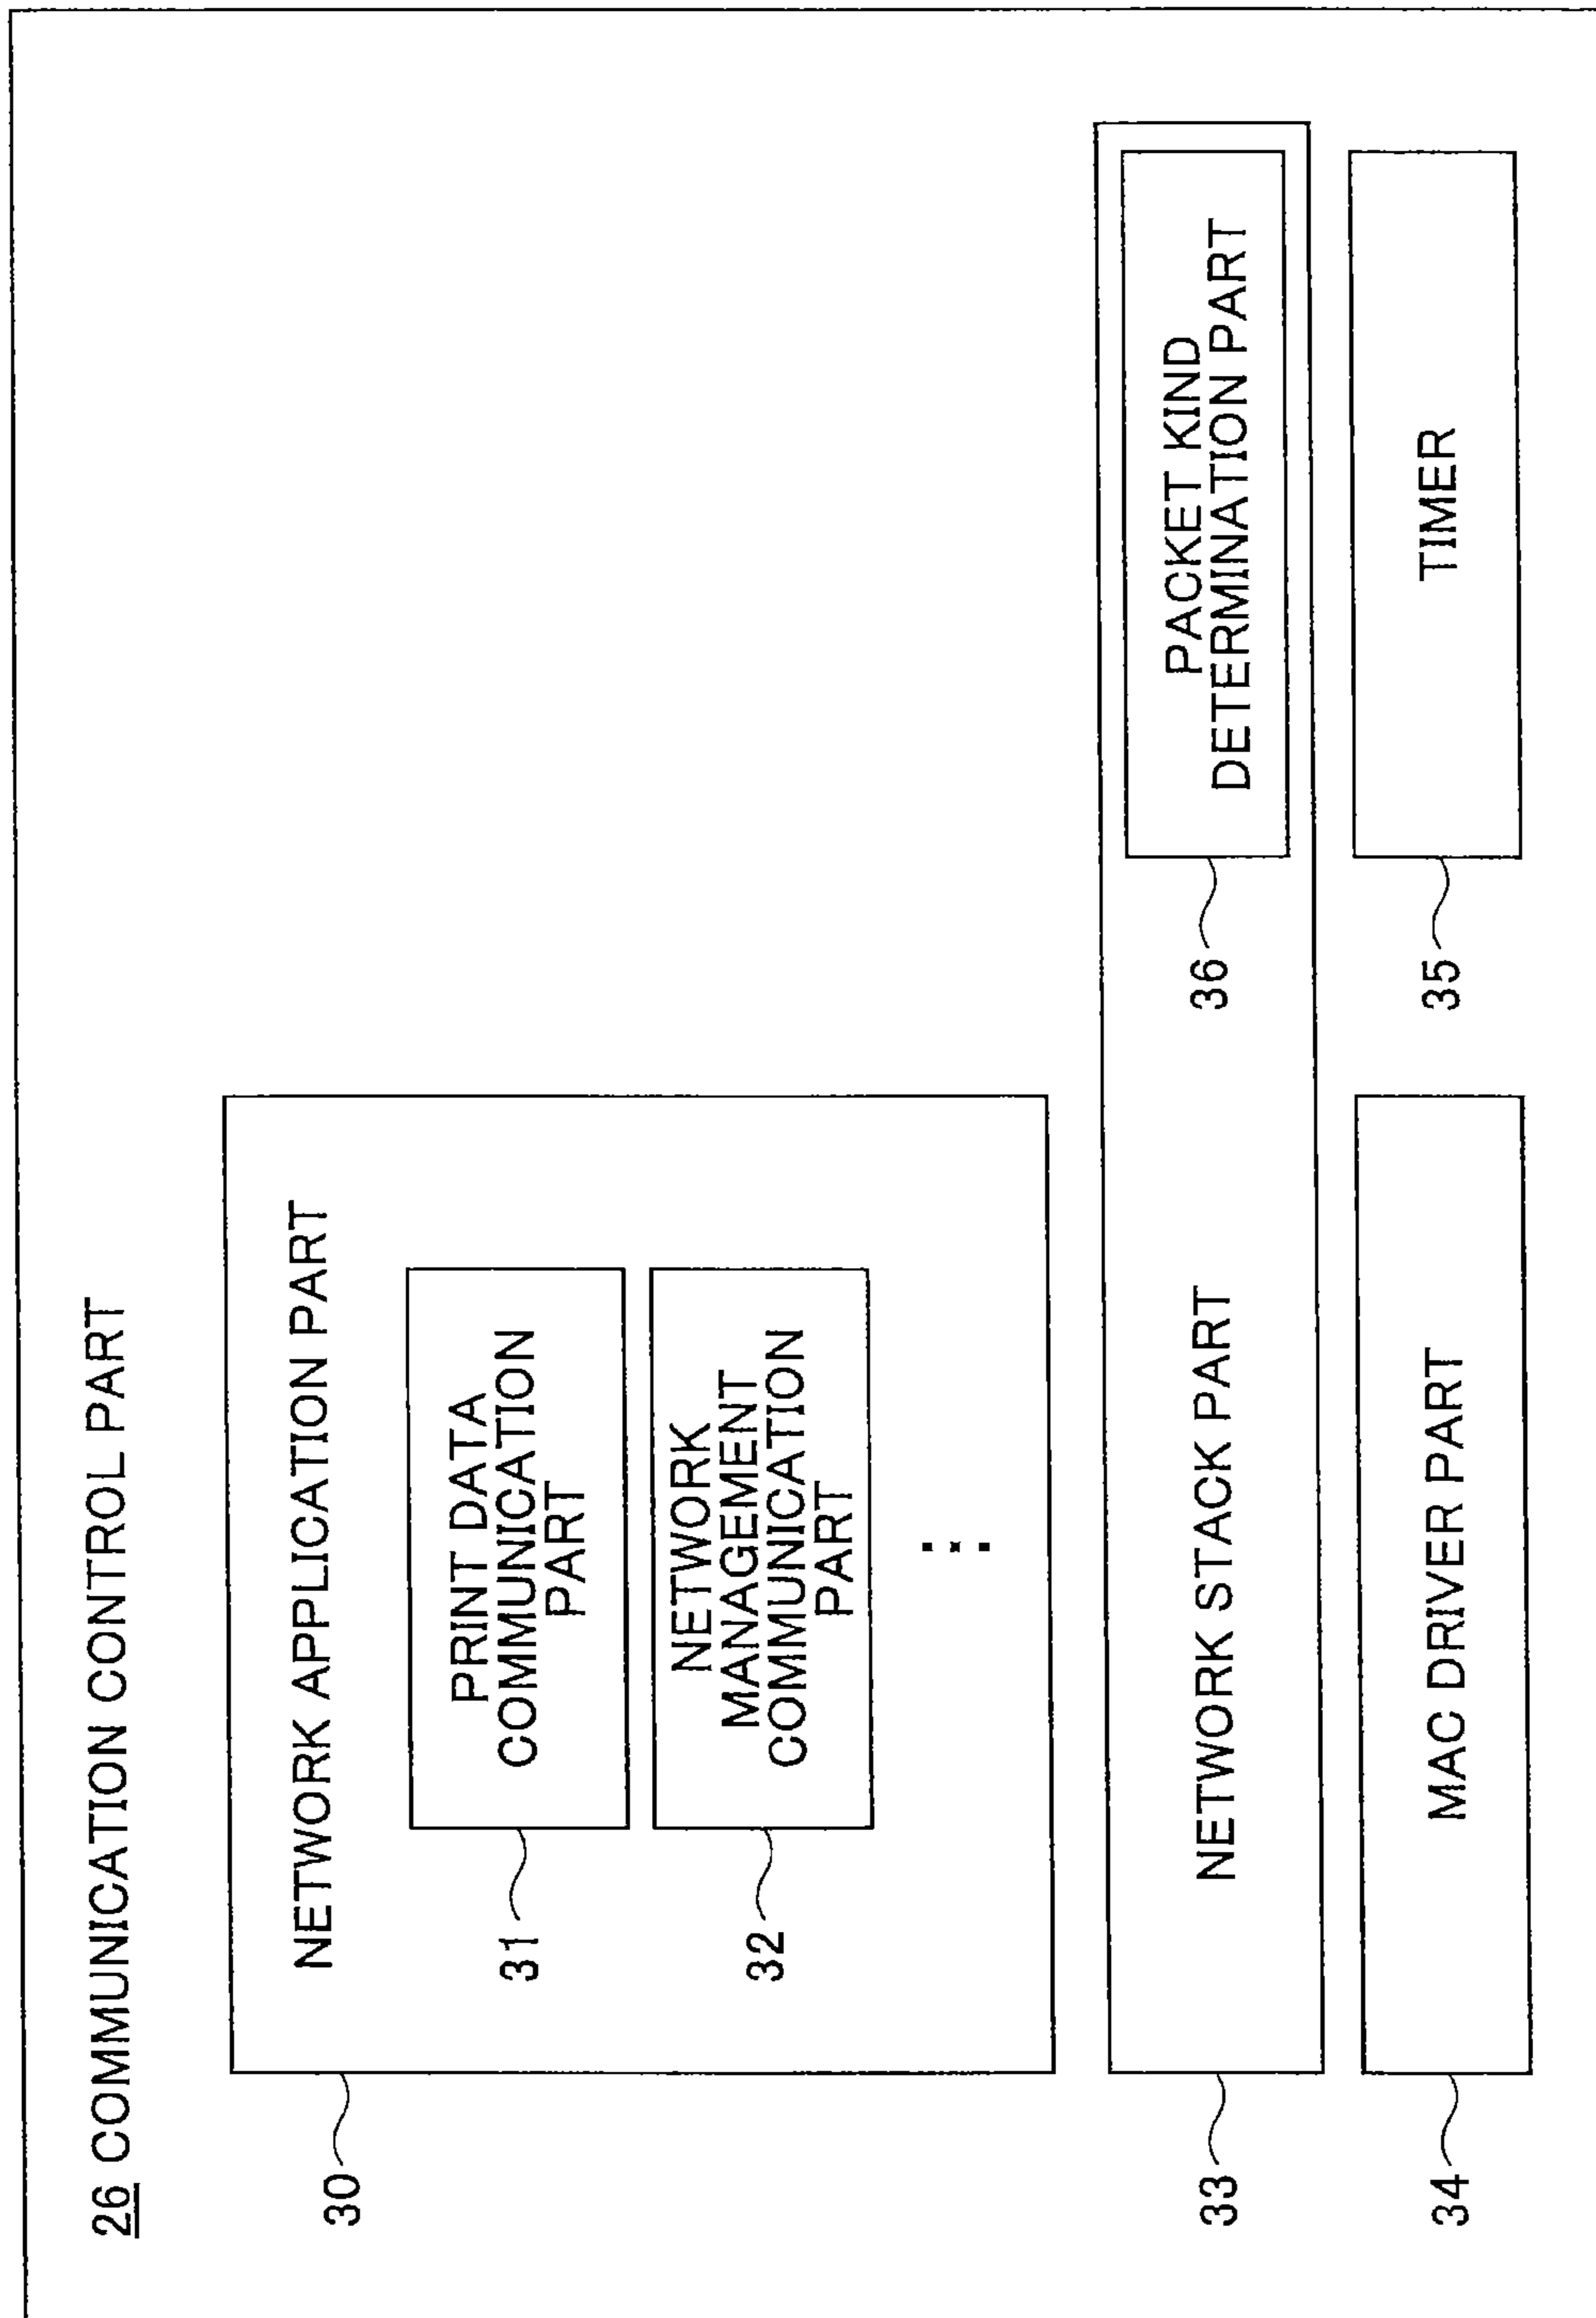 26 COMMUNICATION CONTROL PART
30
NETWORK APPLICATION PART
31
PRINT DATA
COMMUNICATION
PART
32
NETWORK
MANAGEMENT
COMMUNICATION
PART
33
NETWORK STACK PART
36
PACKET KIND
DETERMINATION PART
34
MAC DRIVER PART
35
TIMER